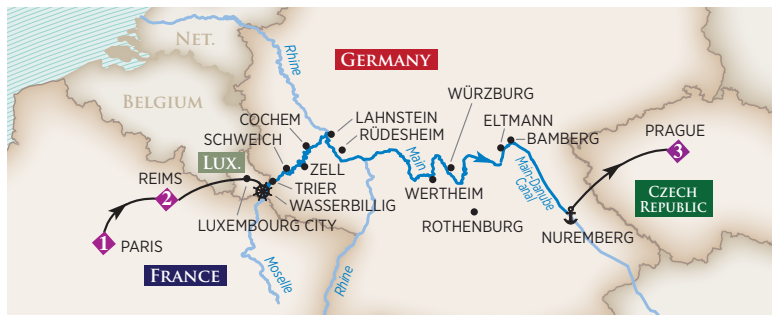 NET.
Rhine
GERMANY
BELGIUM
WÜRZBURG
COCHEM
LAHNSTEIN
ELTMANN
SCHWEICH
RÜDESHEIM
BAMBERG
PRAGUE
3
LUX.
Main
ZELL
REIMS
2
TRIER
WERTHEIM
Main-Danube
Canal
CZECH
REPUBLIC
WASSERBILLIG
LUXEMBOURG CITY
ROTHENBURG
NUREMBERG
1
PARIS
FRANCE
Moselle
Rhine